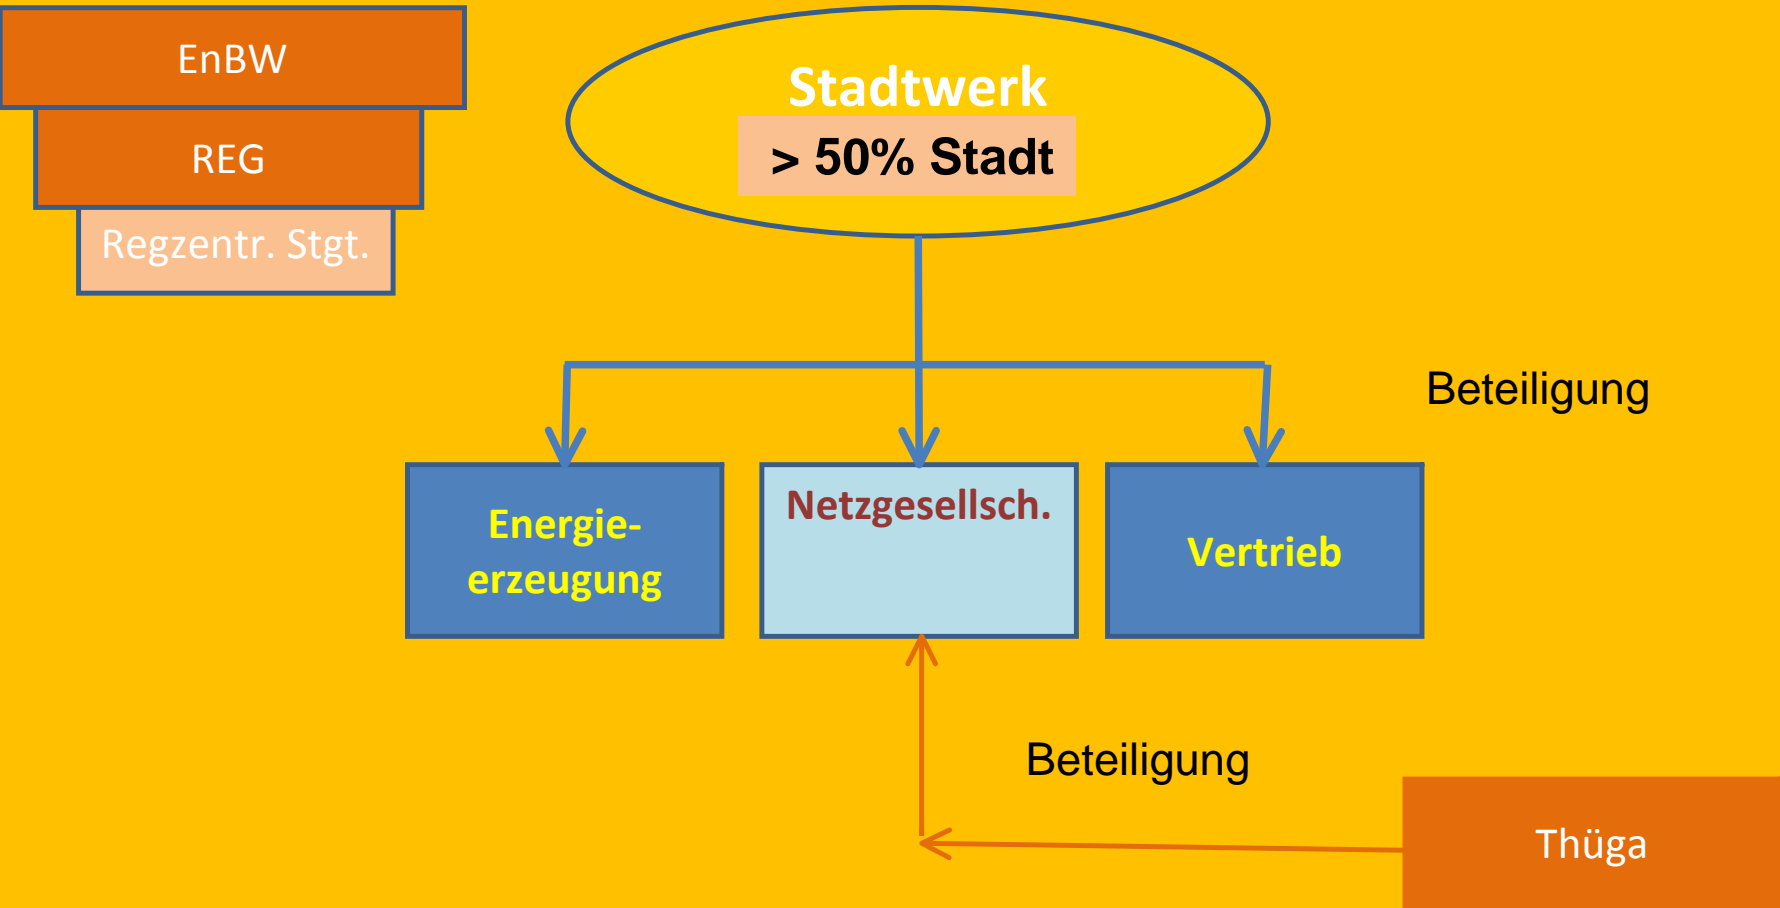 EnBW
REG
Regzentr. Stgt.
Stadtwerk
> 50% Stadt
Beteiligung
Energie-
erzeugung
Netzgesellsch.
Vertrieb
Beteiligung
Thüga